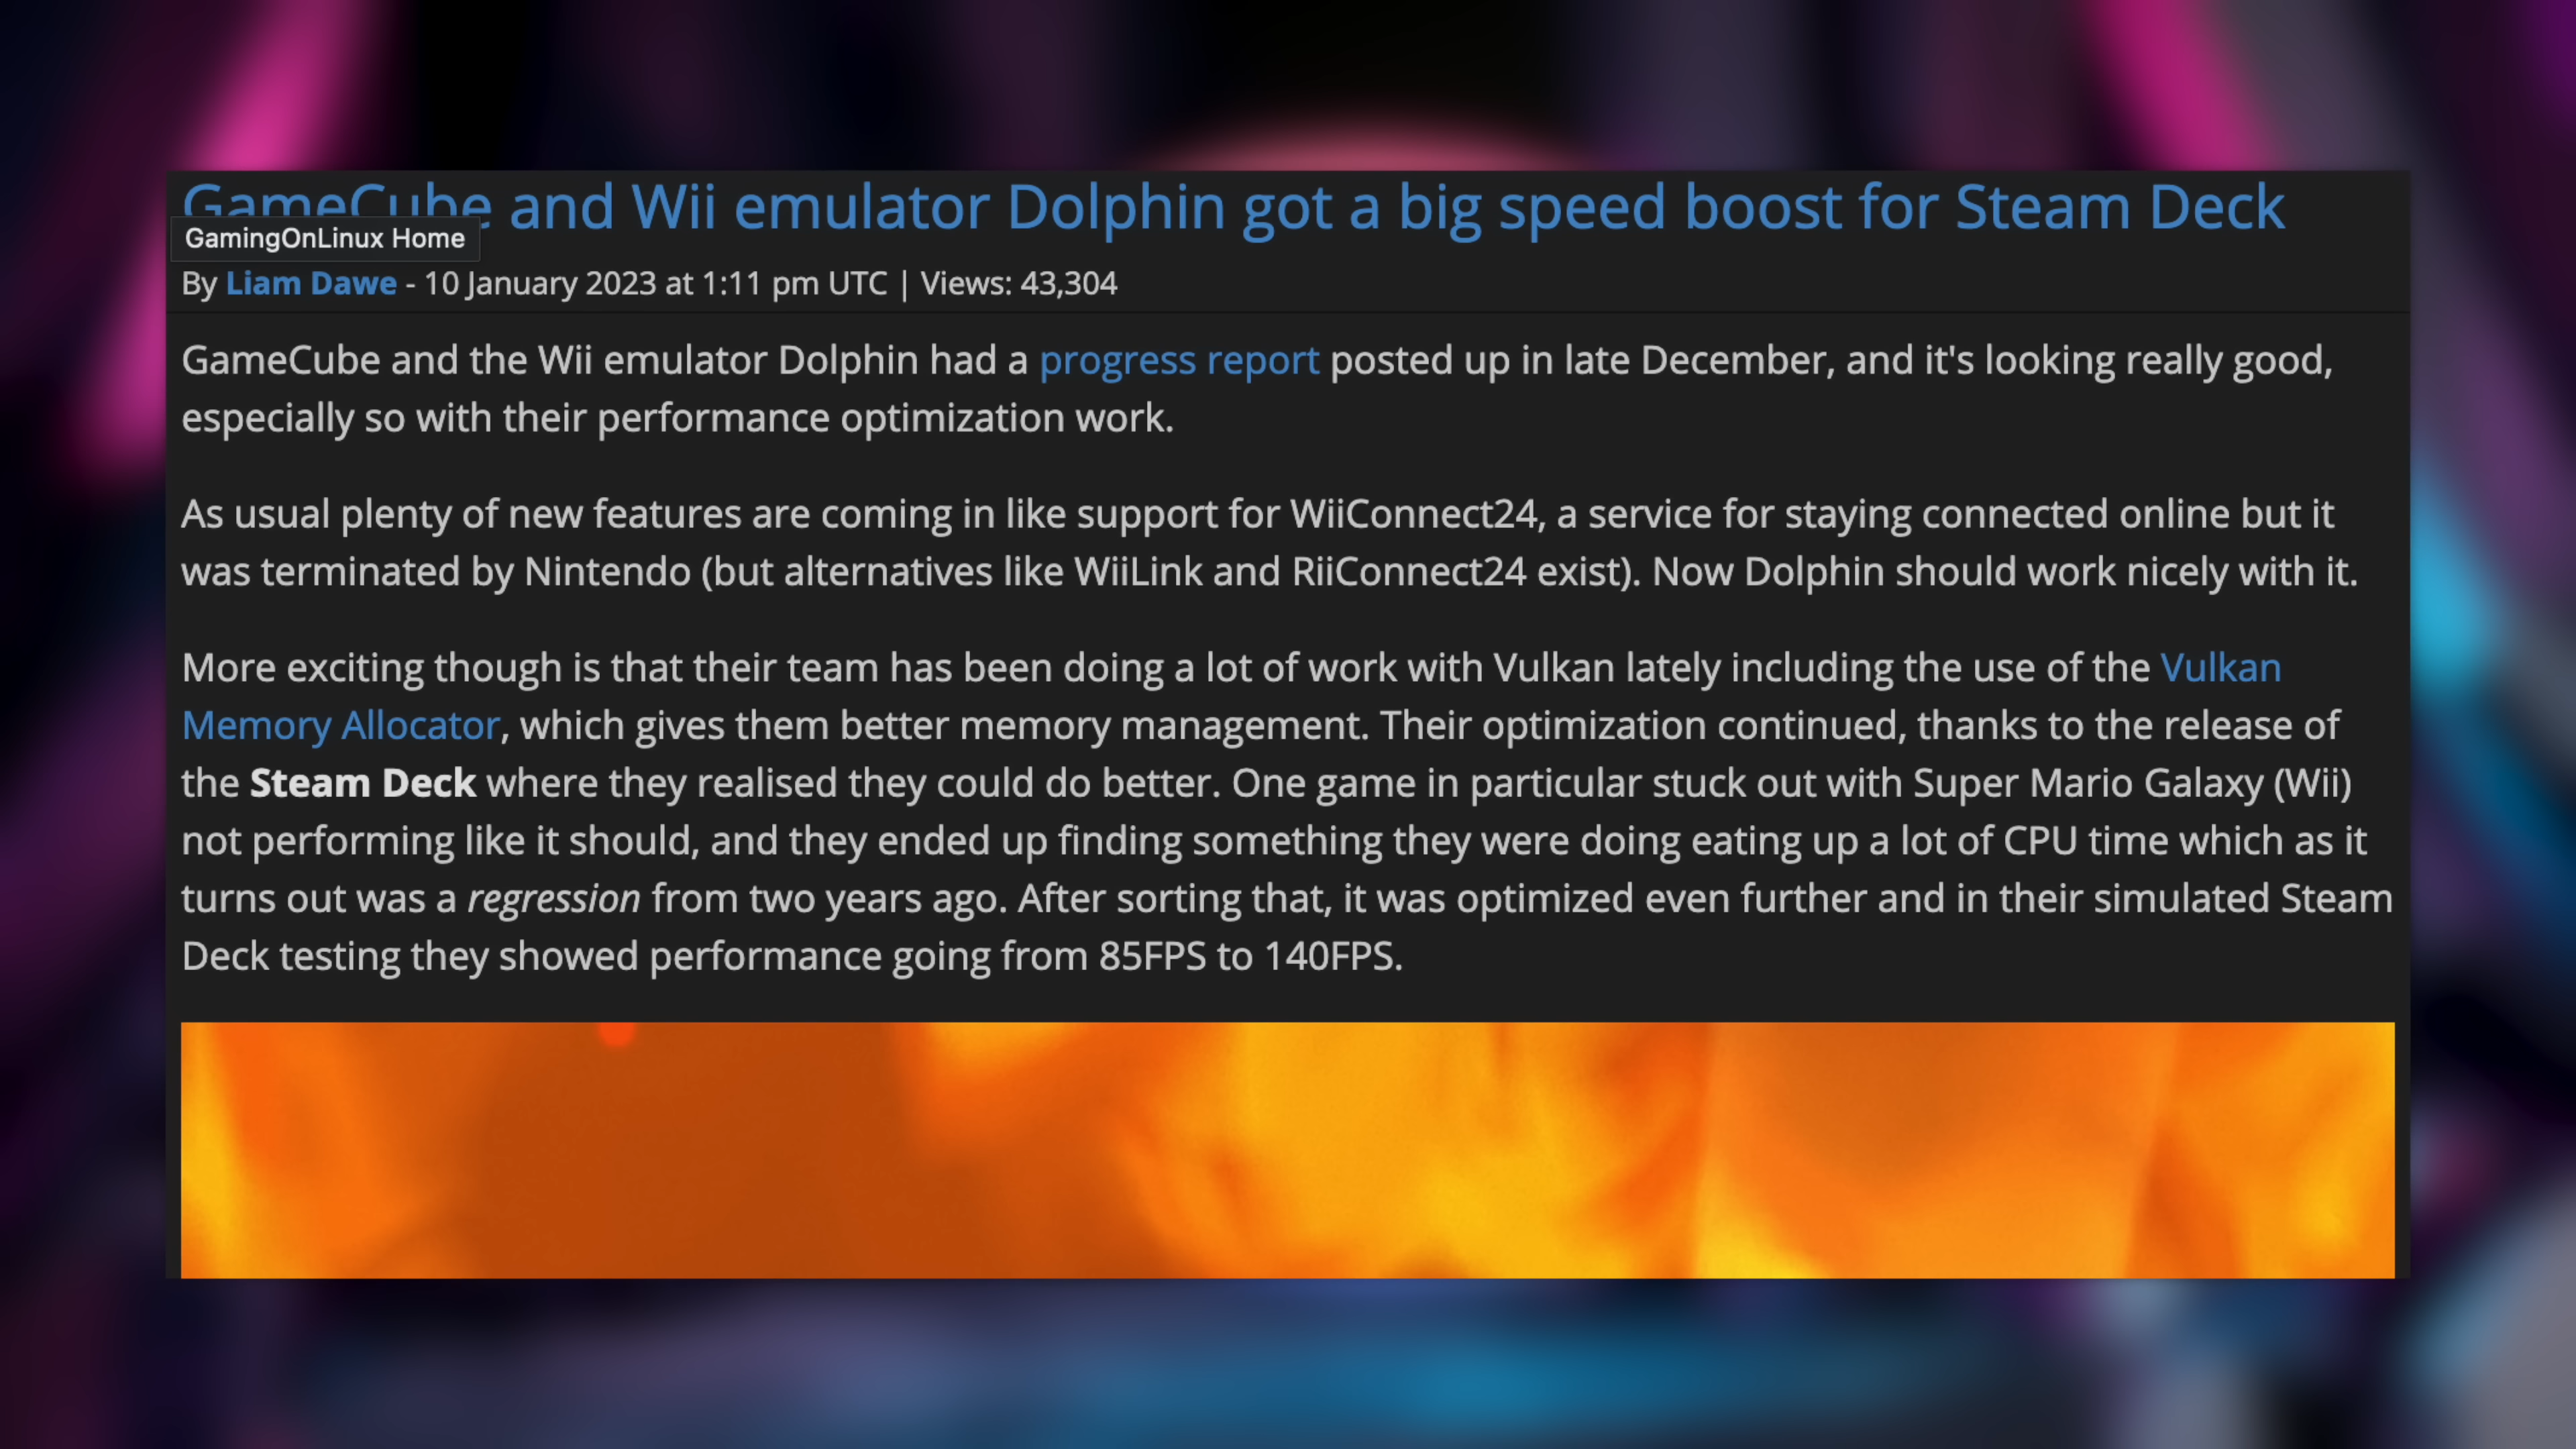 GameCube and Wii emulator Dolphin got a big speed boost for Steam Deck
GamingOnLinux Home
By Liam Dawe - 10 January 2023 at 1:11 pm UTC | Views: 43,304
GameCube and the Wii emulator Dolphin had a progress report posted up in late December, and it's looking really good,
especially so with their performance optimization work.
As usual plenty of new features are coming in like support for WiiConnect24, a service for staying connected online but it
was terminated by Nintendo (but alternatives like WiiLink and RiiConnect24 exist). Now Dolphin should work nicely with it.
More exciting though is that their team has been doing a lot of work with Vulkan lately including the use of the Vulkan
Memory Allocator, which gives them better memory management. Their optimization continued, thanks to the release of
the Steam Deck where they realised they could do better. One game in particular stuck out with Super Mario Galaxy (Wii)
not performing like it should, and they ended up finding something they were doing eating up a lot of CPU time which as it
turns out was a regression from two years ago. After sorting that, it was optimized even further and in their simulated Steam
Deck testing they showed performance going from 85FPS to 140FPS.